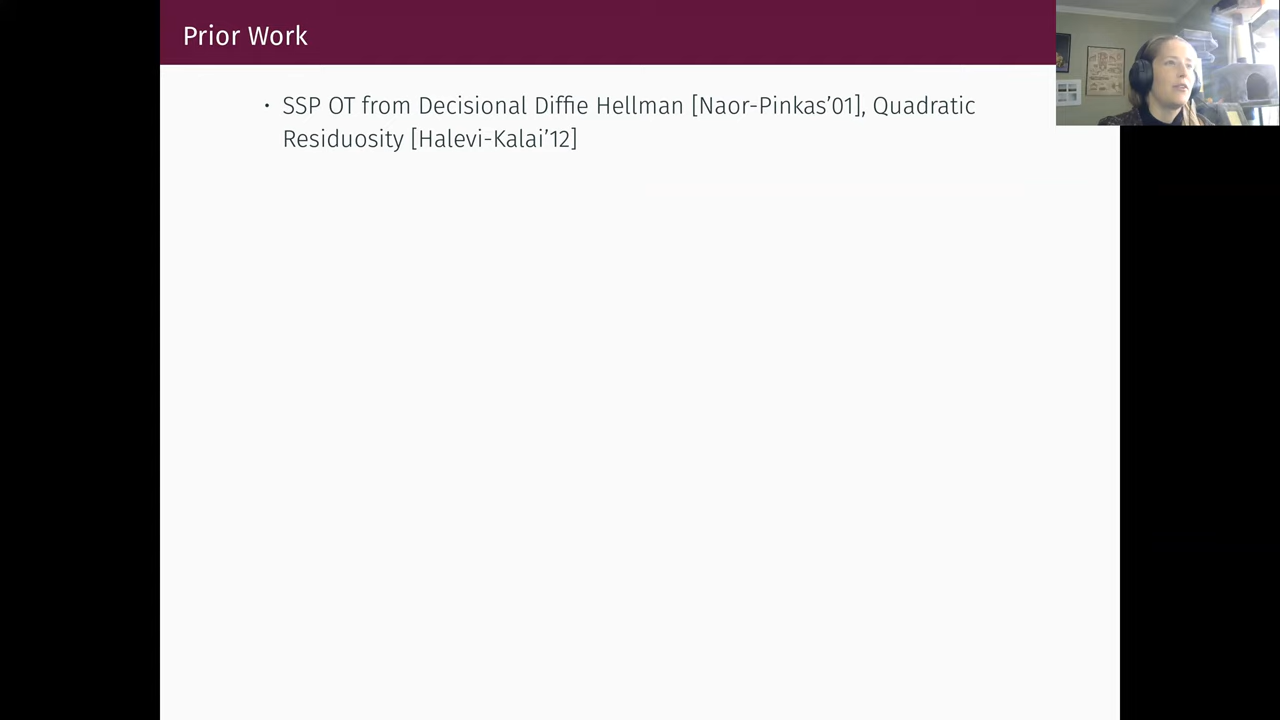 Prior Work
• SSP OT from Decisional Diffie Hellman [Naor-Pinkas’01], Quadratic
Residuosity [Halevi-Kalai’12]